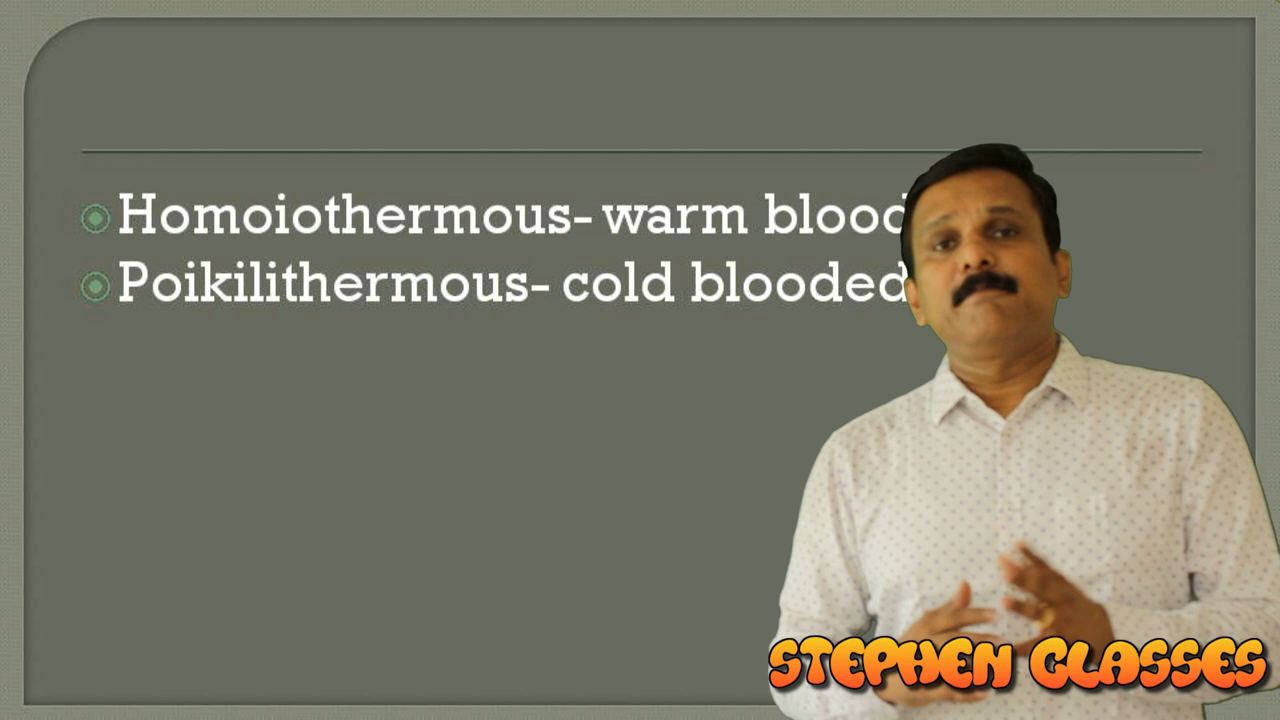 Homoiothermous- warm blood
Poikilithermous- cold blooded
STEPHEN CLASSES